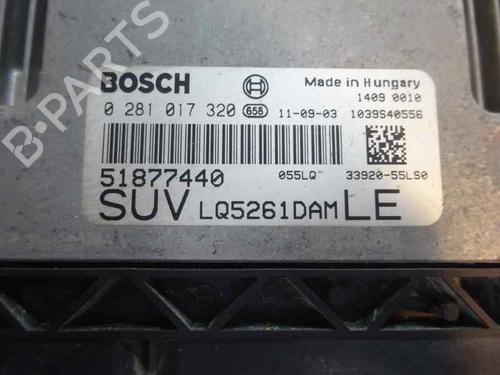 BOSCH
Made in Hungary
1409 0010
0 281 017 320 658 11-09-03 1039S40556
51877440 055LQ~ 33920-55LS0
SUV LQ5261DAM LE
B-PARTS